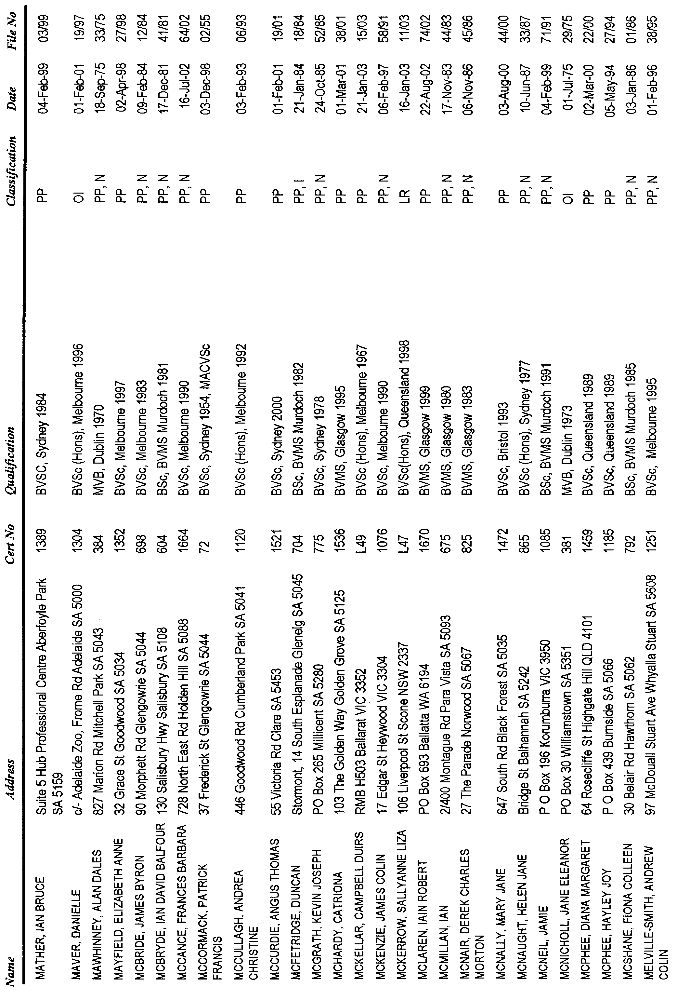 Name Address Cert No Qualification Classification Date File No
MATHER, IAN BRUCE Suite 5 Hub Professional Centre Aberfoyle Park 1389 BVSC, Sydney 1984 PP 04-Feb-99 03/99
SA 5159
MAVER, DANIELLE c/- Adelaide Zoo, Frome Rd Adelaide SA 5000 1304 BVSc (Hons), Melbourne 1996 OI 01-Feb-01 19/97
MAWHINNEY, ALAN DALES 827 Marion Rd Mitchell Park SA 5043 384 MVB, Dublin 1970 PP, N 18-Sep-75 33/75
MAYFIELD, ELIZABETH ANNE 32 Grace St Goodwood SA 5034 1352 BVSc, Melbourne 1997 PP 02-Apr-98 27/98
MCBRIDE, JAMES BYRON 90 Morphett Rd Glengowrie SA 5044 698 BVSc, Melbourne 1983 PP, N 09-Feb-84 12/84
MCBRYDE, IAN DAVID BALFOUR 130 Salisbury Hwy Salisbury SA 5108 604 BSc, BVMS Murdoch 1981 PP, N 17-Dec-81 41/81
MCCANCE, FRANCES BARBARA 728 North East Rd Holden Hill SA 5088 1664 BVSc, Melbourne 1990 PP, N 16-Jul-02 64/02
MCCORMACK, PATRICK 37 Frederick St Glengowrie SA 5044 72 BVSc, Sydney 1954, MACVSc PP 03-Dec-98 02/55
FRANCIS
MCCULLAGH, ANDREA 446 Goodwood Rd Cumberland Park SA 5041 1120 BVSc (Hons), Melbourne 1992 PP 03-Feb-93 06/93
CHRISTINE
MCCURDIE, ANGUS THOMAS 55 Victoria Rd Clare SA 5453 1521 BVSc, Sydney 2000 PP 01-Feb-01 19/01
MCFETRIDGE, DUNCAN Stormont, 14 South Esplanade Glenelg SA 5045 704 BSc, BVMS Murdoch 1982 PP, I 21-Jan-84 18/84
MCGRATH, KEVIN JOSEPH PO Box 265 Millicent SA 5280 775 BVSc, Sydney 1978 PP, N 24-Oct-85 52/85
MCHARDY, CATRIONA 103 The Golden Way Golden Grove SA 5125 1536 BVMS, Glasgow 1995 PP 01-Mar-01 38/01
MCKELLAR, CAMPBELL DUIRS RMB H503 Ballarat VIC 3352 L49 BVSc (Hons), Melbourne 1967 PP 21-Jan-03 15/03
MCKENZIE, JAMES COLIN 17 Edgar St Heywood VIC 3304 1076 BVSc, Melbourne 1990 PP, N 06-Feb-97 58/91
MCKERROW, SALLYANNE LIZA 106 Liverpool St Scone NSW 2337 L47 BVSc(Hons), Queensland 1998 LR 16-Jan-03 11/03
MCLAREN, IAIN ROBERT PO Box 693 Ballatta WA 6194 1670 BVMS, Glasgow 1999 PP 22-Aug-02 74/02
MCMILLAN, IAN 2/400 Montague Rd Para Vista SA 5093 675 BVMS, Glasgow 1980 PP, N 17-Nov-83 44/83
MCNAIR, DEREK CHARLES 27 The Parade Norwood SA 5067 825 BVMS, Glasgow 1983 PP, N 06-Nov-86 45/86
MORTON
MCNALLY, MARY JANE 647 South Rd Black Forest SA 5035 1472 BVSc, Bristol 1993 PP 03-Aug-00 44/00
MCNAUGHT, HELEN JANE Bridge St Balhannah SA 5242 865 BVSc (Hons), Sydney 1977 PP, N 10-Jun-87 33/87
MCNEIL, JAMIE P O Box 196 Korumburra VIC 3950 1085 BSc, BVMS Murdoch 1991 PP, N 04-Feb-99 71/91
MCNICHOLL, JANE ELEANOR PO Box 30 Williamstown SA 5351 381 MVB, Dublin 1973 OI 01-Jul-75 29/75
MCPHEE, DIANA MARGARET 64 Rosecliffe St Highgate Hill QLD 4101 1459 BVSc, Queensland 1989 PP 02-Mar-00 22/00
MCPHEE, HAYLEY JOY P O Box 439 Burnside SA 5066 1185 BVSc, Queensland 1989 PP 05-May-94 27/94
MCSHANE, FIONA COLLEEN 30 Belair Rd Hawthorn SA 5062 792 BSc, BVMS Murdoch 1985 PP, N 03-Jan-86 01/86
MELVILLE-SMITH, ANDREW 97 McDouall Stuart Ave Whyalla Stuart SA 5608 1251 BVSc, Melbourne 1995 PP, N 01-Feb-96 38/95
COLIN